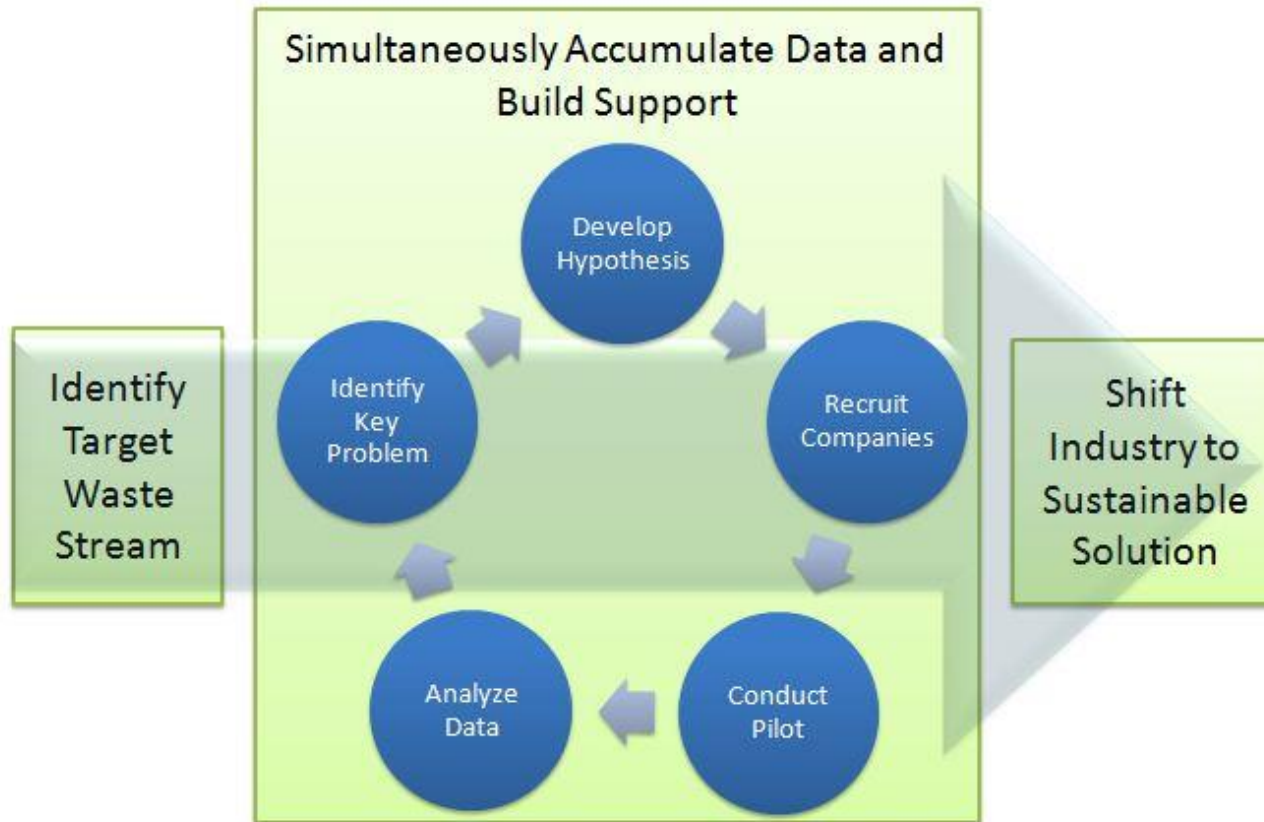 Simultaneously Accumulate Data and
Build Support
Identify
Target
Waste
Stream
Identify
Key
Problem
Develop
Hypothesis
Recruit
Companies
Conduct
Pilot
Analyze
Data
Shift
Industry to
Sustainable
Solution